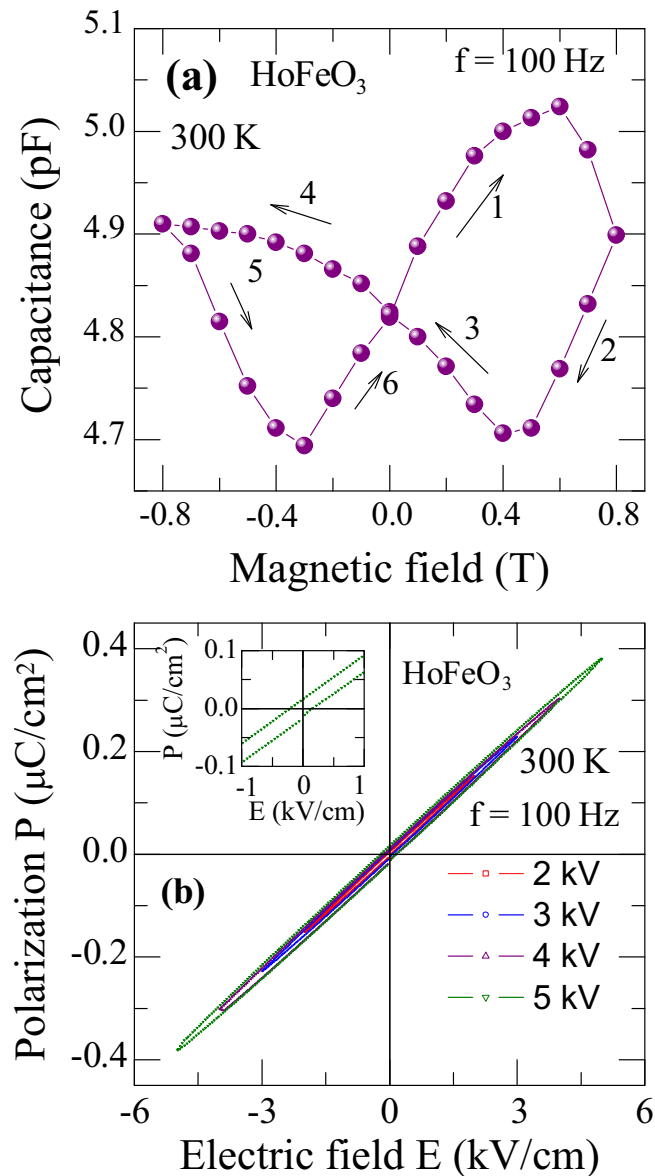 5.1
(a)
HoFeO₃
f = 100 Hz
5.0
300 K
4
1
4.9
5
3
2
4.8
6
4.7
-0.8
-0.4
0.0
0.4
0.8
Capacitance (pF)
Magnetic field (T)
0.4
0.1
0.0
-0.1
P (μC/cm²)
-1
0
1
E (kV/cm)
HoFeO₃
0.2
300 K
f = 100 Hz
0.0
(b)
2 kV
3 kV
4 kV
5 kV
-0.2
-0.4
-6
-3
0
3
6
Polarization P (μC/cm²)
Electric field E (kV/cm)